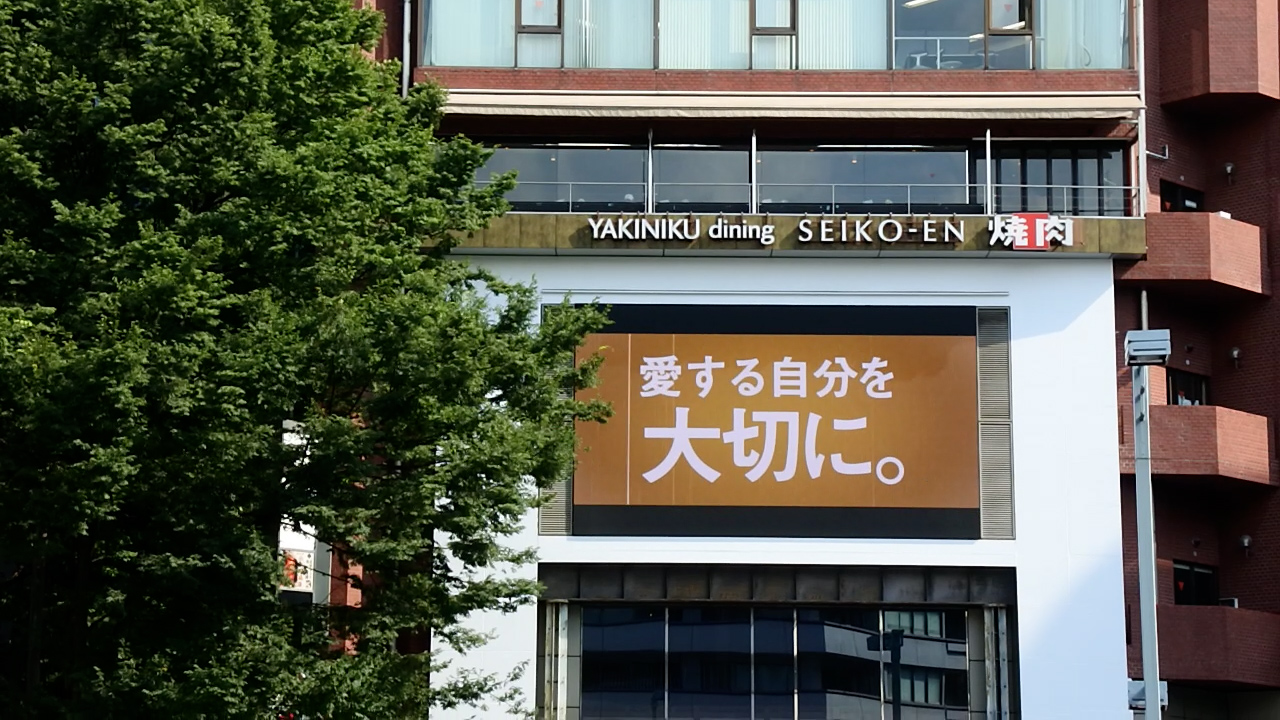 YAKINIKU dining SEIKO-EN 焼肉
愛する自分を
大切に。